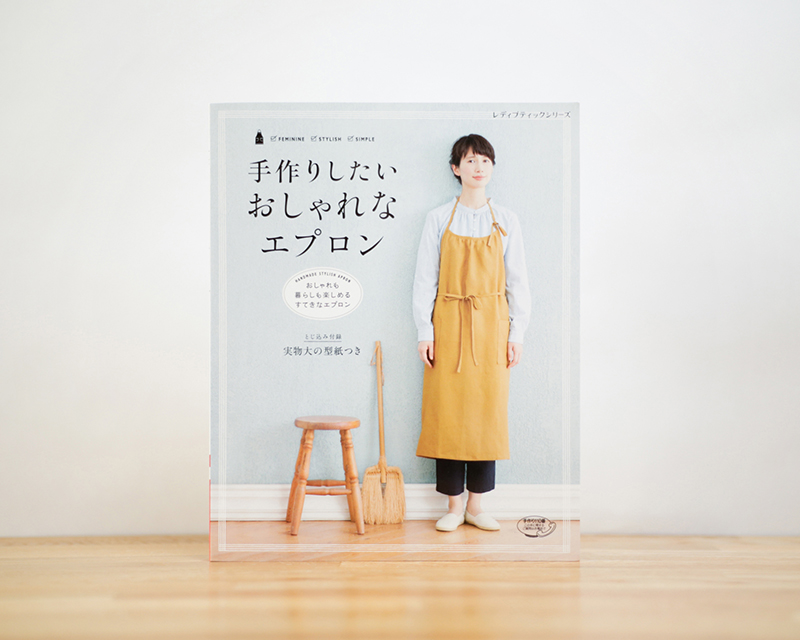 レディブティックシリーズ
FEMININE STYLISH SIMPLE
手作りしたい
おしゃれな
エプロン
HANDMADE STYLISH APRON
おしゃれも
暮らしも楽しめる
すてきなエプロン
とじ込み付録
実物大の型紙つき